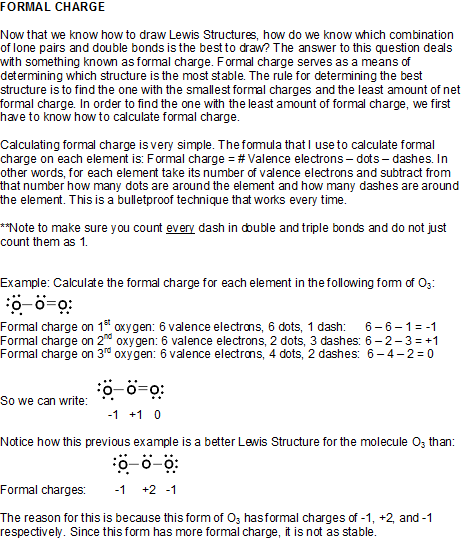 FORMAL CHARGE
Now that we know how to draw Lewis Structures, how do we know which combination
of lone pairs and double bonds is the best to draw? The answer to this question deals
with something known as formal charge. Formal charge serves as a means of
determining which structure is the most stable. The rule for determining the best
structure is to find the one with the smallest formal charges and the least amount of net
formal charge. In order to find the one with the least amount of formal charge, we first
have to know how to calculate formal charge.
Calculating formal charge is very simple. The formula that I use to calculate formal
charge on each element is: Formal charge = # Valence electrons – dots – dashes. In
other words, for each element take its number of valence electrons and subtract from
that number how many dots are around the element and how many dashes are around
the element. This is a bulletproof technique that works every time.
**Note to make sure you count every dash in double and triple bonds and do not just
count them as 1.
Example: Calculate the formal charge for each element in the following form of O₃:
:Ö–Ö=O:
Formal charge on 1st oxygen: 6 valence electrons, 6 dots, 1 dash: 6 – 6 – 1 = -1
Formal charge on 2nd oxygen: 6 valence electrons, 2 dots, 3 dashes: 6 – 2 – 3 = +1
Formal charge on 3rd oxygen: 6 valence electrons, 4 dots, 2 dashes: 6 – 4 – 2 = 0
So we can write: :Ö–Ö=O:
-1 +1 0
Notice how this previous example is a better Lewis Structure for the molecule O₃ than:
:Ö–Ö–Ö:
Formal charges: -1 +2 -1
The reason for this is because this form of O₃ has formal charges of -1, +2, and -1
respectively. Since this form has more formal charge, it is not as stable.